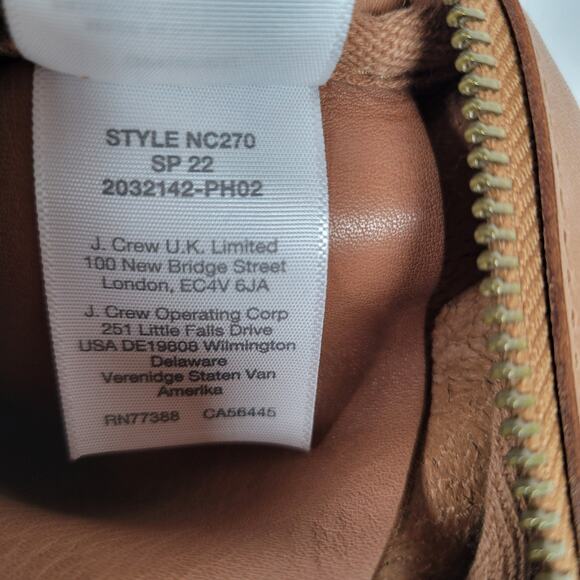 STYLE NC270
SP 22
2032142-PH02
J. Crew U.K. Limited
100 New Bridge Street
London, EC4V 6JA
J. Crew Operating Corp
251 Little Falls Drive
USA DE19808 Wilmington
Delaware
Verenidge Staten Van
Amerika
RN77388 CA56445